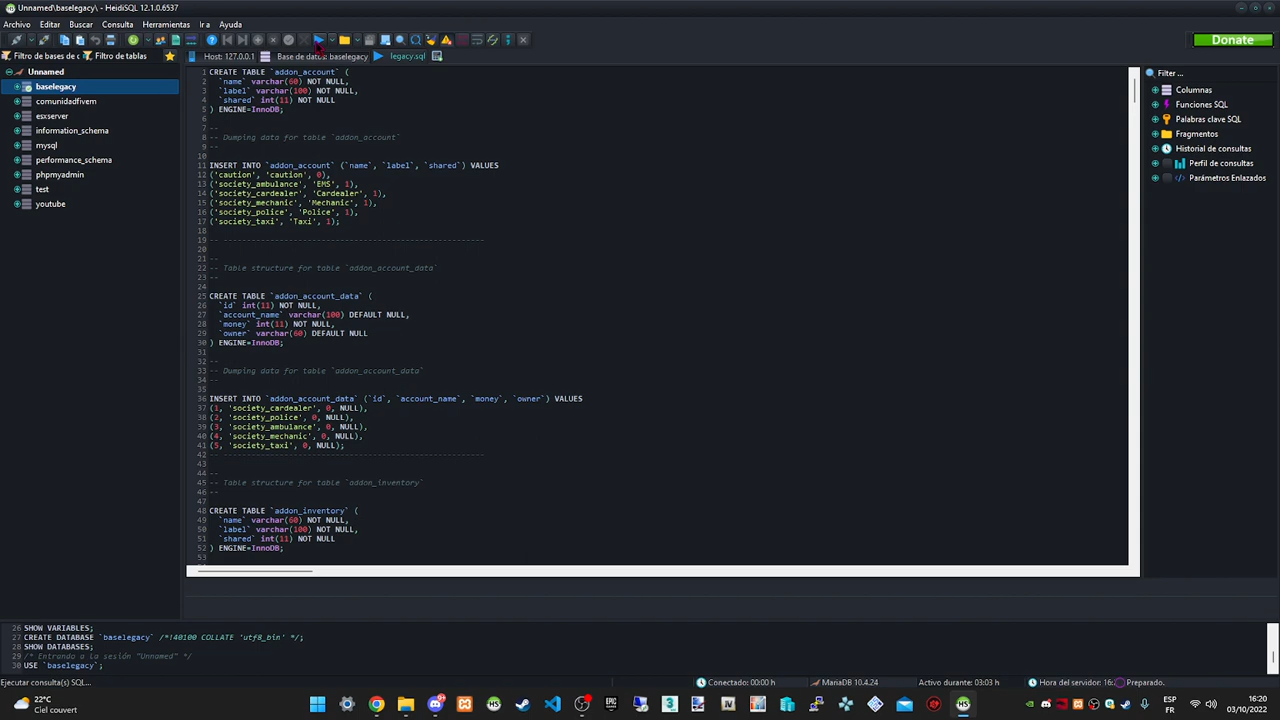 Unnamed\baselegacy\ - HeidiSQL 12.1.0.6537
Archivo Editar Buscar Consulta Herramientas Ir a Ayuda
Donate
Filtro de bases de d Filtro de tablas
Host: 127.0.0.1 Base de datos: baselegacy legacy.sql
Unnamed
baselegacy
comunidadfivem
esxserver
information_schema
mysql
performance_schema
phpmyadmin
test
youtube
1 CREATE TABLE `addon_account` (
2 `name` varchar(60) NOT NULL,
3 `label` varchar(100) NOT NULL,
4 `shared` int(11) NOT NULL
5 ) ENGINE=InnoDB;
6
7 --
8 -- Dumping data for table `addon_account`
9 --
10
11 INSERT INTO `addon_account` (`name`, `label`, `shared`) VALUES
12 ('caution', 'caution', 0),
13 ('society_ambulance', 'EMS', 1),
14 ('society_cardealer', 'Cardealer', 1),
15 ('society_mechanic', 'Mechanic', 1),
16 ('society_police', 'Police', 1),
17 ('society_taxi', 'Taxi', 1);
18
19 -- --------------------------------------------------------
20
21 --
22 -- Table structure for table `addon_account_data`
23 --
24
25 CREATE TABLE `addon_account_data` (
26 `id` int(11) NOT NULL,
27 `account_name` varchar(100) DEFAULT NULL,
28 `money` int(11) NOT NULL,
29 `owner` varchar(60) DEFAULT NULL
30 ) ENGINE=InnoDB;
31
32 --
33 -- Dumping data for table `addon_account_data`
34 --
35
36 INSERT INTO `addon_account_data` (`id`, `account_name`, `money`, `owner`) VALUES
37 (1, 'society_cardealer', 0, NULL),
38 (2, 'society_police', 0, NULL),
39 (3, 'society_ambulance', 0, NULL),
40 (4, 'society_mechanic', 0, NULL),
41 (5, 'society_taxi', 0, NULL);
42 -- --------------------------------------------------------
43
44 --
45 -- Table structure for table `addon_inventory`
46 --
47
48 CREATE TABLE `addon_inventory` (
49 `name` varchar(60) NOT NULL,
50 `label` varchar(100) NOT NULL,
51 `shared` int(11) NOT NULL
52 ) ENGINE=InnoDB;
53
Filter ...
Columnas
Funciones SQL
Palabras clave SQL
Fragmentos
Historial de consultas
Perfil de consultas
Parámetros Enlazados
26 SHOW VARIABLES;
27 CREATE DATABASE `baselegacy` /*!40100 COLLATE 'utf8_bin' */;
28 SHOW DATABASES;
29 /* Entrando a la sesión "Unnamed" */
30 USE `baselegacy`;
Ejecutar consulta(s) SQL... Conectado: 00:00 h MariaDB 10.4.24 Activo durante: 03:03 h Hora del servidor: 16: Preparado.
22°C
Ciel couvert
ESP
FR
16:20
03/10/2022